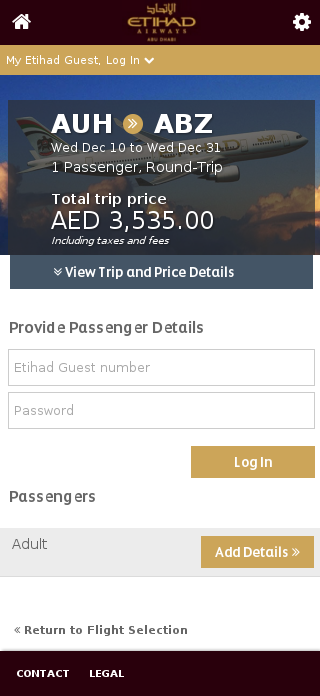 الإتحاد
ETIHAD
AIRWAYS
ABU DHABI
My Etihad Guest, Log In
AUH » ABZ
Wed Dec 10 to Wed Dec 31
1 Passenger, Round-Trip
Total trip price
AED 3,535.00
Including taxes and fees
View Trip and Price Details
Provide Passenger Details
Etihad Guest number
Password
Log In
Passengers
Adult
Add Details »
« Return to Flight Selection
CONTACT LEGAL